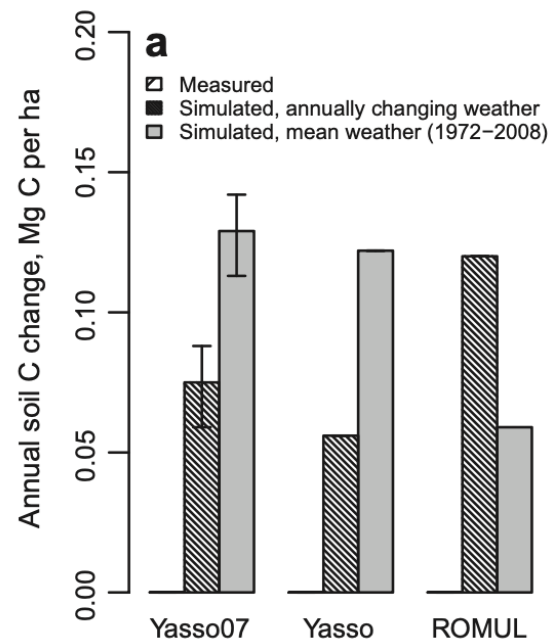 a
Measured
Simulated, annually changing weather
Simulated, mean weather (1972−2008)
Annual soil C change, Mg C per ha
0.20
0.15
0.10
0.05
0.00
Yasso07 Yasso ROMUL